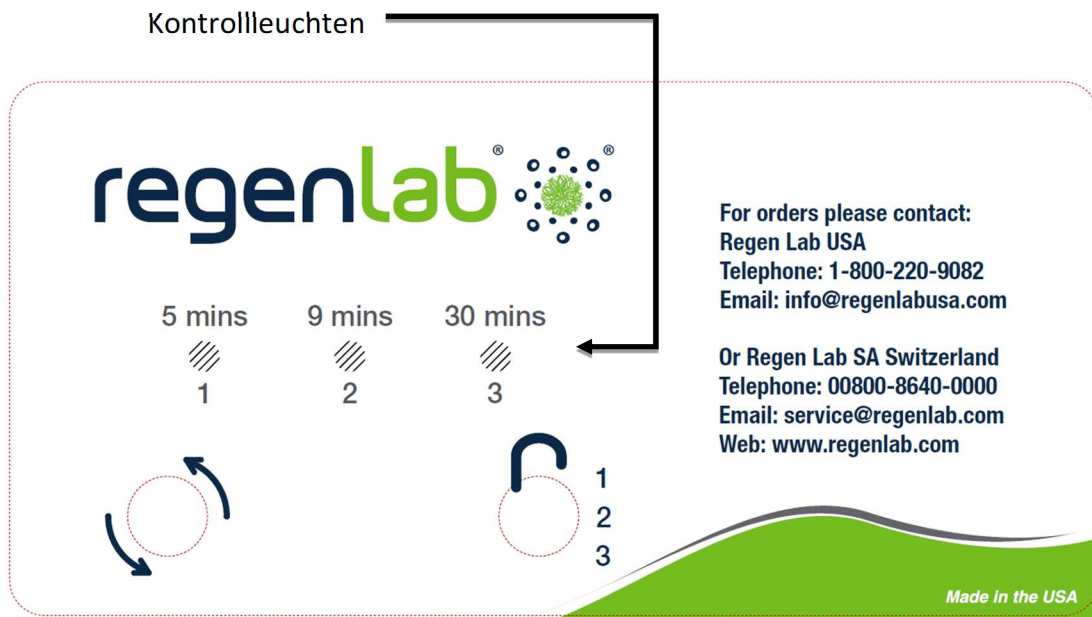 Kontrollleuchten
regenlab® ®
5 mins 9 mins 30 mins
1 2 3
1
2
3
For orders please contact:
Regen Lab USA
Telephone: 1-800-220-9082
Email: info@regenlabusa.com
Or Regen Lab SA Switzerland
Telephone: 00800-8640-0000
Email: service@regenlab.com
Web: www.regenlab.com
Made in the USA